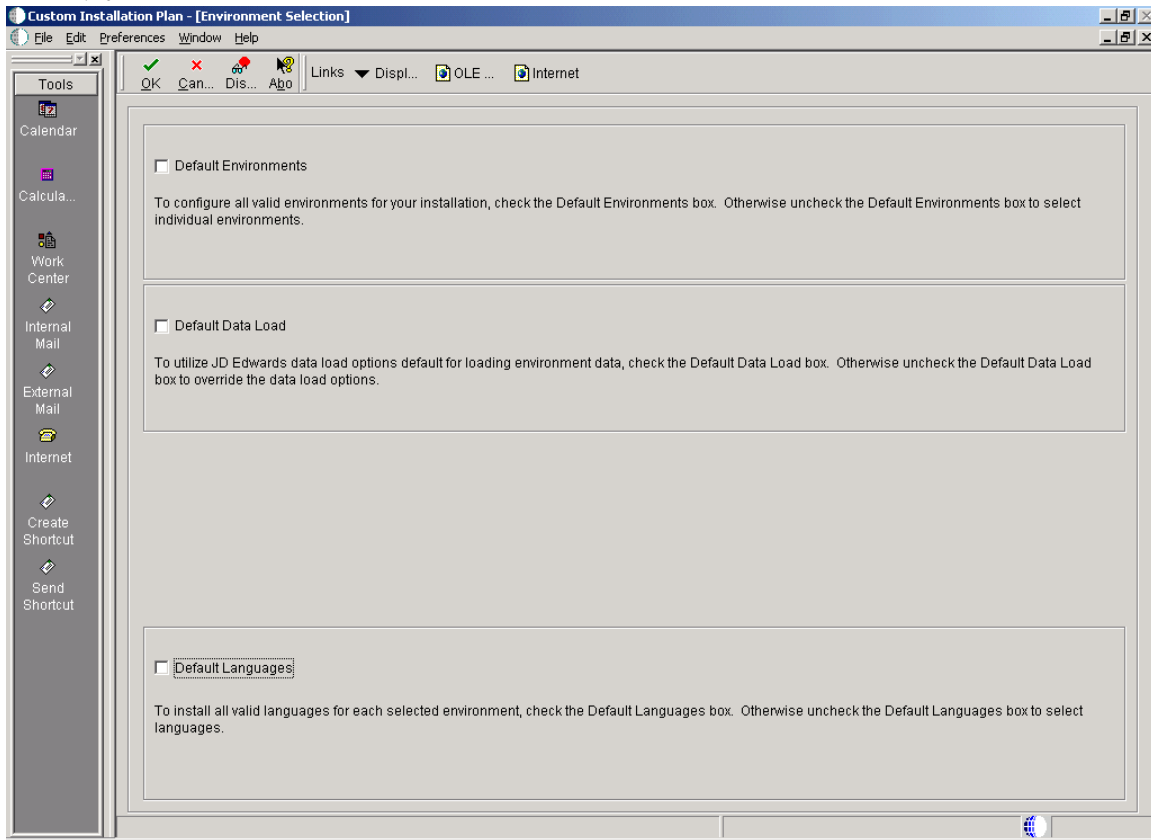 Custom Installation Plan - [Environment Selection]
File Edit Preferences Window Help
Tools
Calendar
Calcula...
Work
Center
Internal
Mail
External
Mail
Internet
Create
Shortcut
Send
Shortcut
OK Can... Dis... Abo Links Displ... OLE ... Internet
Default Environments
To configure all valid environments for your installation, check the Default Environments box. Otherwise uncheck the Default Environments box to select
individual environments.
Default Data Load
To utilize JD Edwards data load options default for loading environment data, check the Default Data Load box. Otherwise uncheck the Default Data Load
box to override the data load options.
Default Languages
To install all valid languages for each selected environment, check the Default Languages box. Otherwise uncheck the Default Languages box to select
languages.